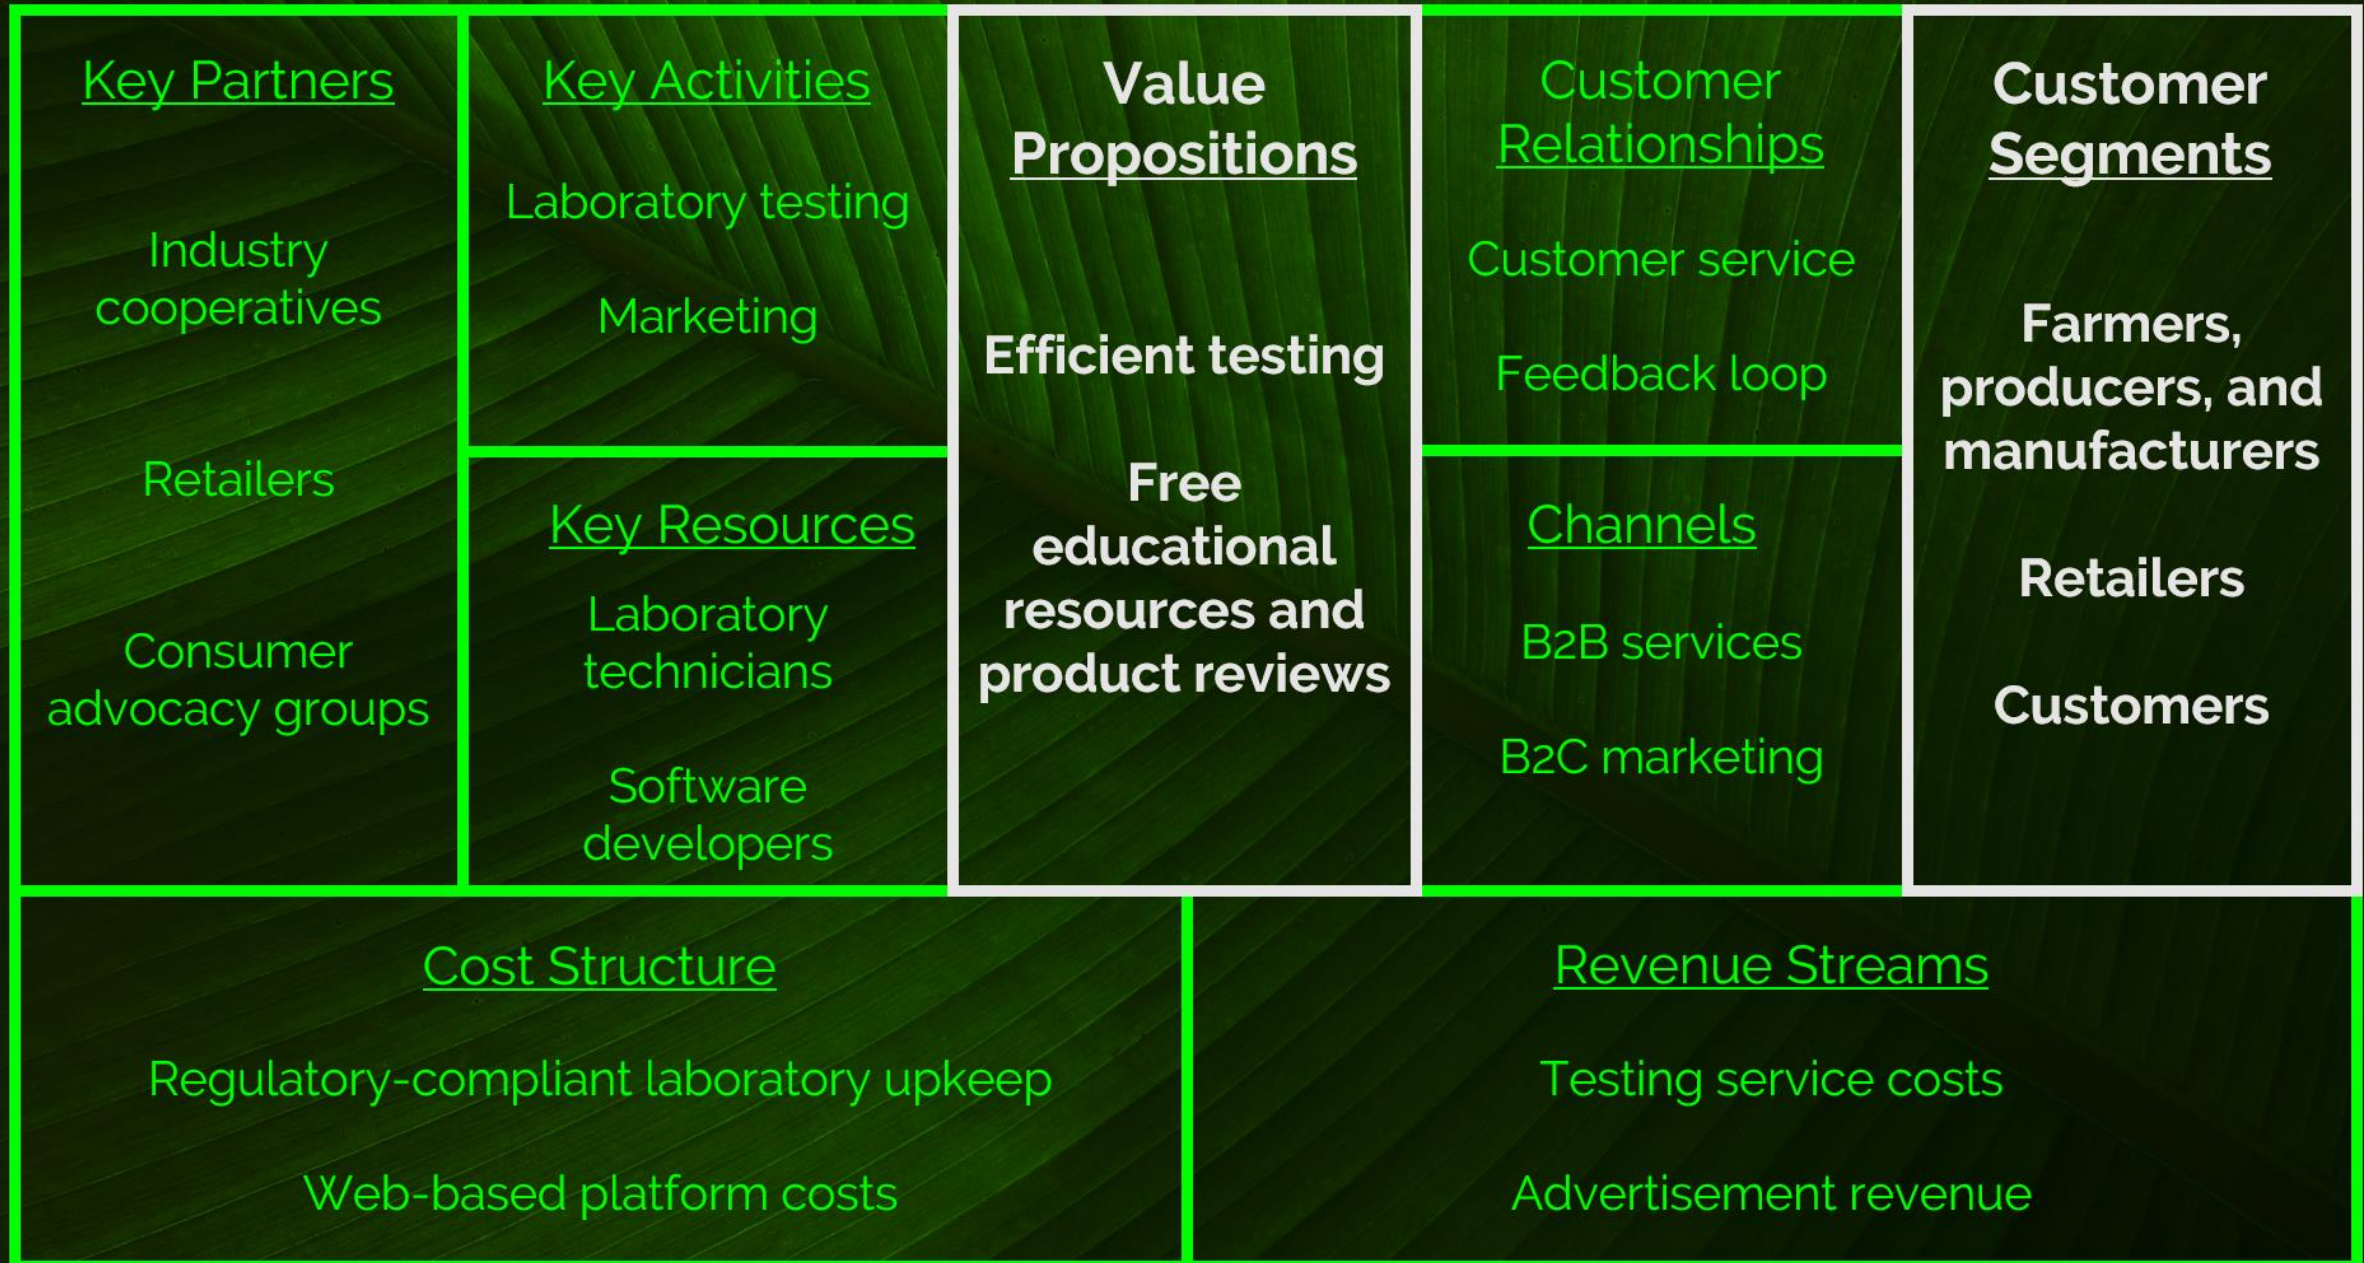 Key Partners
Industry
cooperatives
Retailers
Consumer
advocacy groups
Key Activities
Laboratory testing
Marketing
Key Resources
Laboratory
technicians
Software
developers
Value
Propositions
Efficient testing
Free
educational
resources and
product reviews
Customer
Relationships
Customer service
Feedback loop
Channels
B2B services
B2C marketing
Customer
Segments
Farmers,
producers, and
manufacturers
Retailers
Customers
Cost Structure
Regulatory-compliant laboratory upkeep
Web-based platform costs
Revenue Streams
Testing service costs
Advertisement revenue